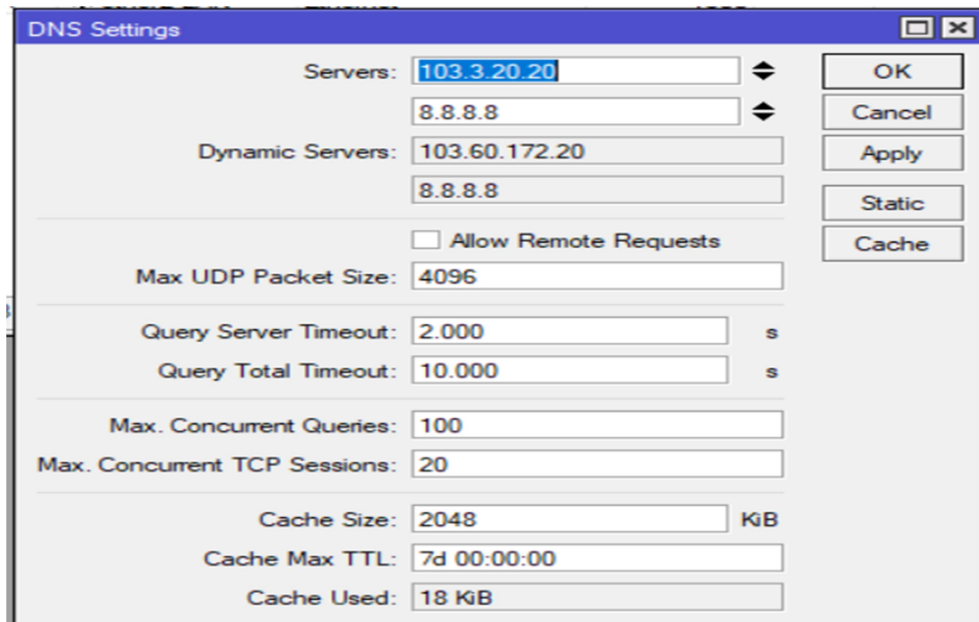 DNS Settings
Servers: 103.3.20.20 OK
8.8.8.8 Cancel
Dynamic Servers: 103.60.172.20 Apply
8.8.8.8
Static
Allow Remote Requests Cache
Max UDP Packet Size: 4096
Query Server Timeout: 2.000 s
Query Total Timeout: 10.000 s
Max. Concurrent Queries: 100
Max. Concurrent TCP Sessions: 20
Cache Size: 2048 KiB
Cache Max TTL: 7d 00:00:00
Cache Used: 18 KiB